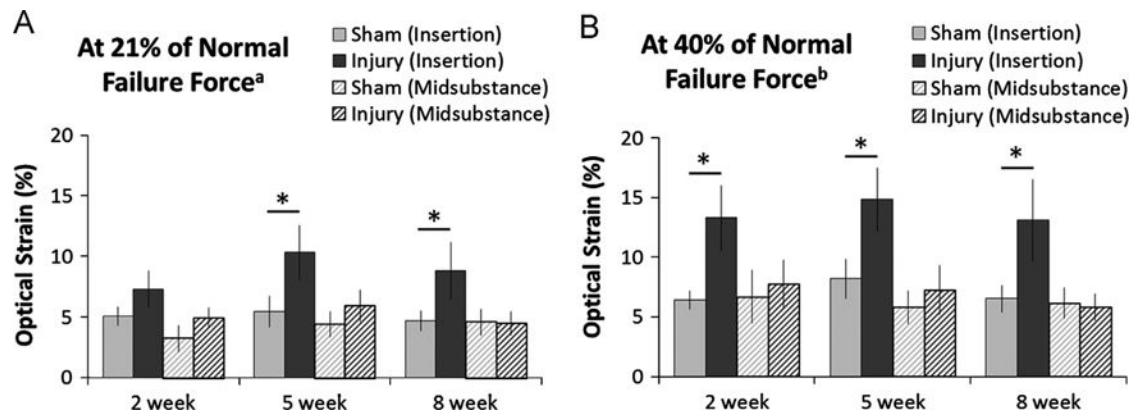 A
At 21% of Normal
Failure Forceᵃ
Sham (Insertion)
Injury (Insertion)
Sham (Midsubstance)
Injury (Midsubstance)
Optical Strain (%)
20
15
10
5
0
*
*
2 week
5 week
8 week
B
At 40% of Normal
Failure Forceᵇ
Sham (Insertion)
Injury (Insertion)
Sham (Midsubstance)
Injury (Midsubstance)
Optical Strain (%)
20
15
10
5
0
*
*
*
2 week
5 week
8 week